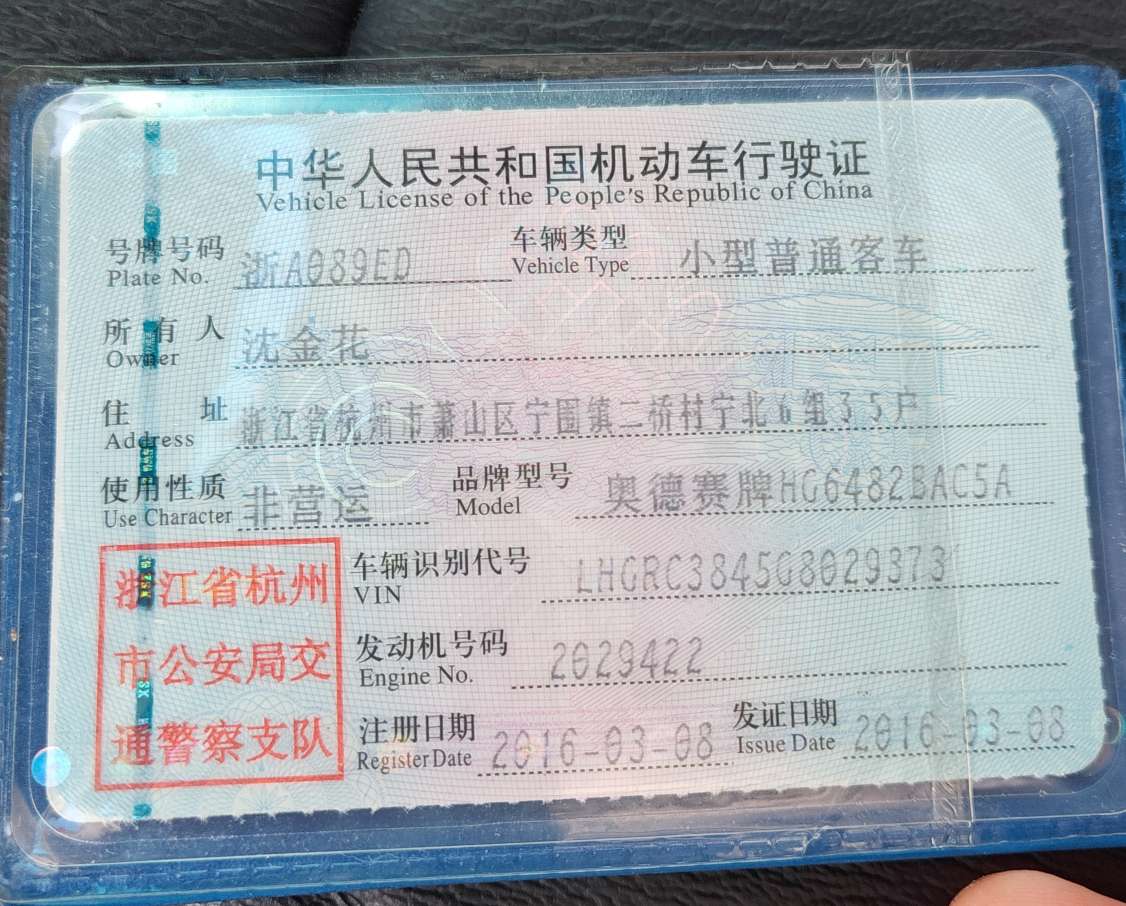 中华人民共和国机动车行驶证
Vehicle License of the People's Republic of China
号牌号码 浙A089ED 车辆类型 小型普通客车
Plate No. Vehicle Type
所有人 沈金花
Owner
住址 浙江省杭州市萧山区宁围镇二桥村宁北6组35户
Address
使用性质 非营运 品牌型号 奥德赛牌HG6482BAC5A
Use Character Model
浙江省杭州
市公安局交
通警察支队
车辆识别代号 LHGRC3845G8029373
VIN
发动机号码 2029422
Engine No.
注册日期 2016-03-08 发证日期 2016-03-08
Register Date Issue Date